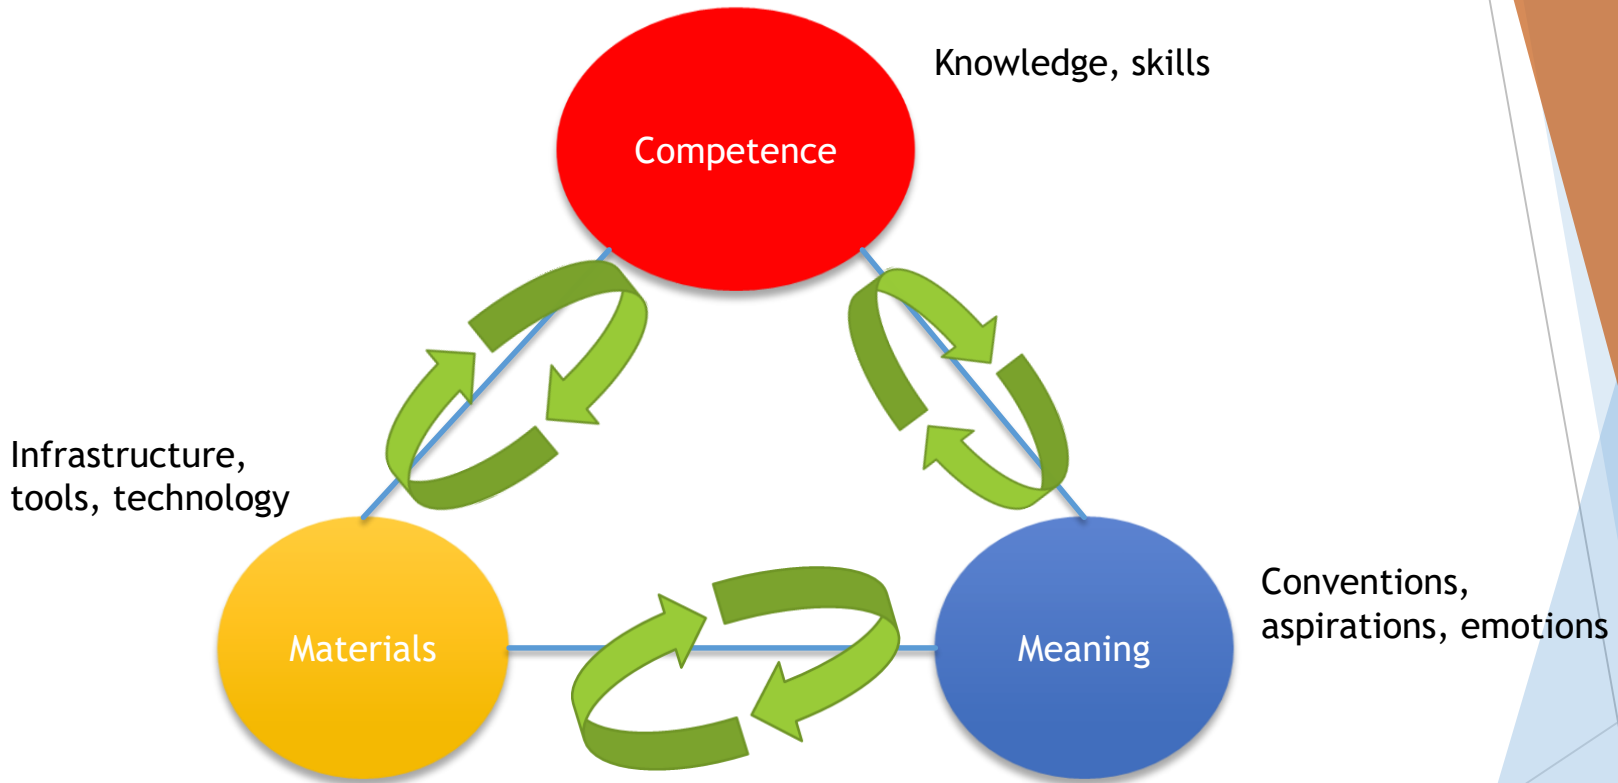 Knowledge, skills
Competence
Infrastructure,
tools, technology
Materials
Meaning
Conventions,
aspirations, emotions